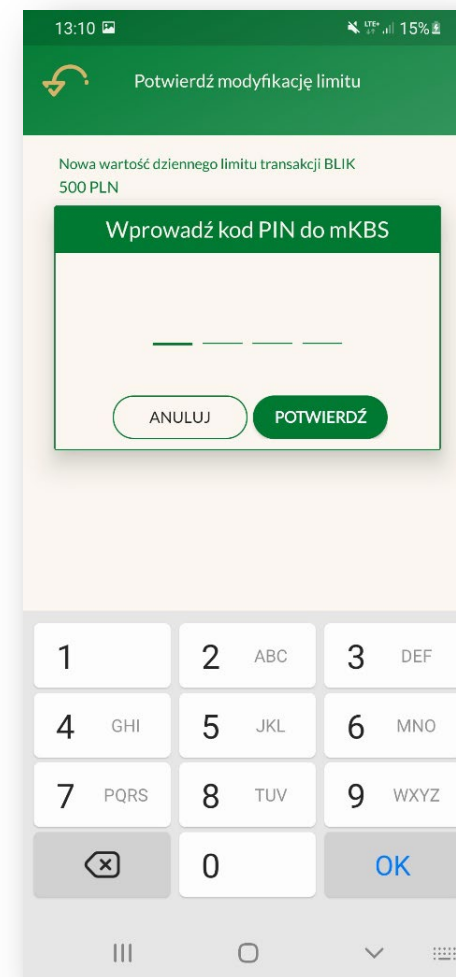 13:10 LTE+ 15%
Potwierdź modyfikację limitu
Nowa wartość dziennego limitu transakcji BLIK
500 PLN
Wprowadź kod PIN do mKBS
ANULUJ POTWIERDŹ
1 2 ABC 3 DEF
4 GHI 5 JKL 6 MNO
7 PQRS 8 TUV 9 WXYZ
0 OK